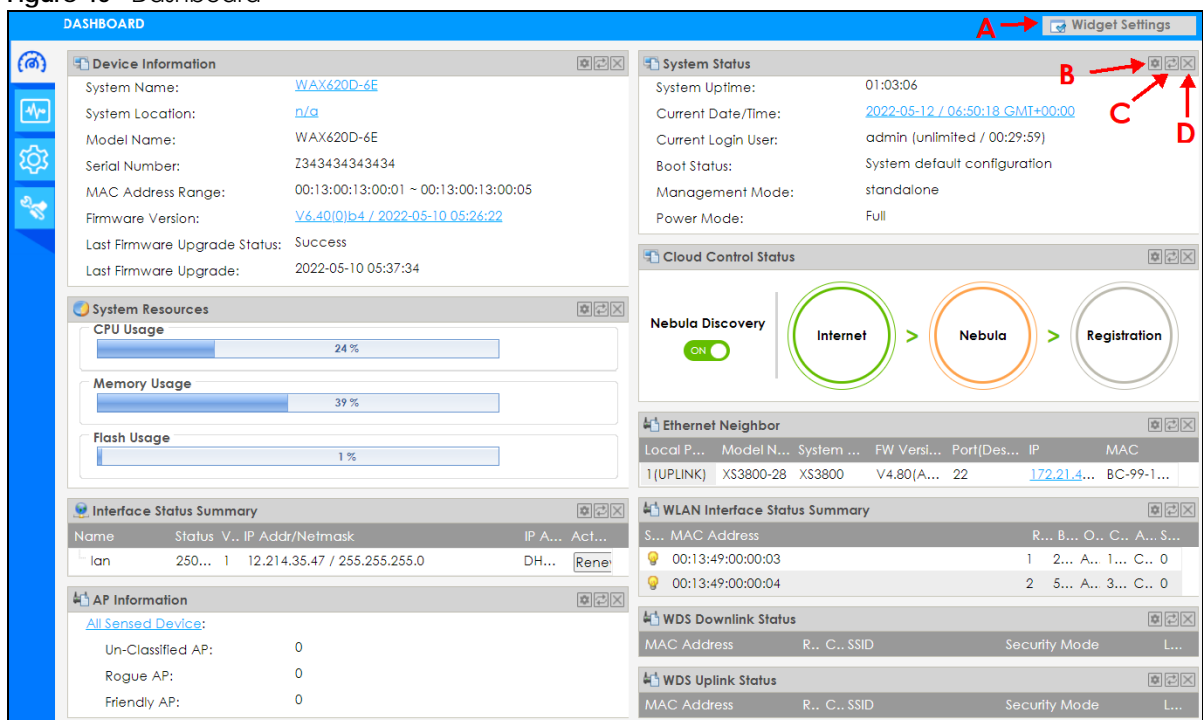 DASHBOARD
A
Widget Settings
Device Information
System Name: WAX620D-6E
System Location: n/a
Model Name: WAX620D-6E
Serial Number: Z343434343434
MAC Address Range: 00:13:00:13:00:01 ~ 00:13:00:13:00:05
Firmware Version: V6.40(0)b4 / 2022-05-10 05:26:22
Last Firmware Upgrade Status: Success
Last Firmware Upgrade: 2022-05-10 05:37:34
System Resources
CPU Usage
24 %
Memory Usage
39 %
Flash Usage
1 %
Interface Status Summary
Name Status V.. IP Addr/Netmask IP A... Act...
lan 250... 1 12.214.35.47 / 255.255.255.0 DH...
AP Information
All Sensed Device:
Un-Classified AP: 0
Rogue AP: 0
Friendly AP: 0
System Status
B
C
D
System Uptime: 01:03:06
Current Date/Time: 2022-05-12 / 06:50:18 GMT+00:00
Current Login User: admin (unlimited / 00:29:59)
Boot Status: System default configuration
Management Mode: standalone
Power Mode: Full
Cloud Control Status
Nebula Discovery
ON
Internet > Nebula > Registration
Ethernet Neighbor
Local P... Model N... System ... FW Versi... Port(Des... IP MAC
1(UPLINK) XS3800-28 XS3800 V4.80(A... 22 172.21.4... BC-99-1...
WLAN Interface Status Summary
S... MAC Address R... B... O.. C.. A... S...
00:13:49:00:00:03 1 2... A.. 1... C.. 0
00:13:49:00:00:04 2 5... A.. 3... C.. 0
WDS Downlink Status
MAC Address R.. C.. SSID Security Mode L...
WDS Uplink Status
MAC Address R.. C.. SSID Security Mode L...